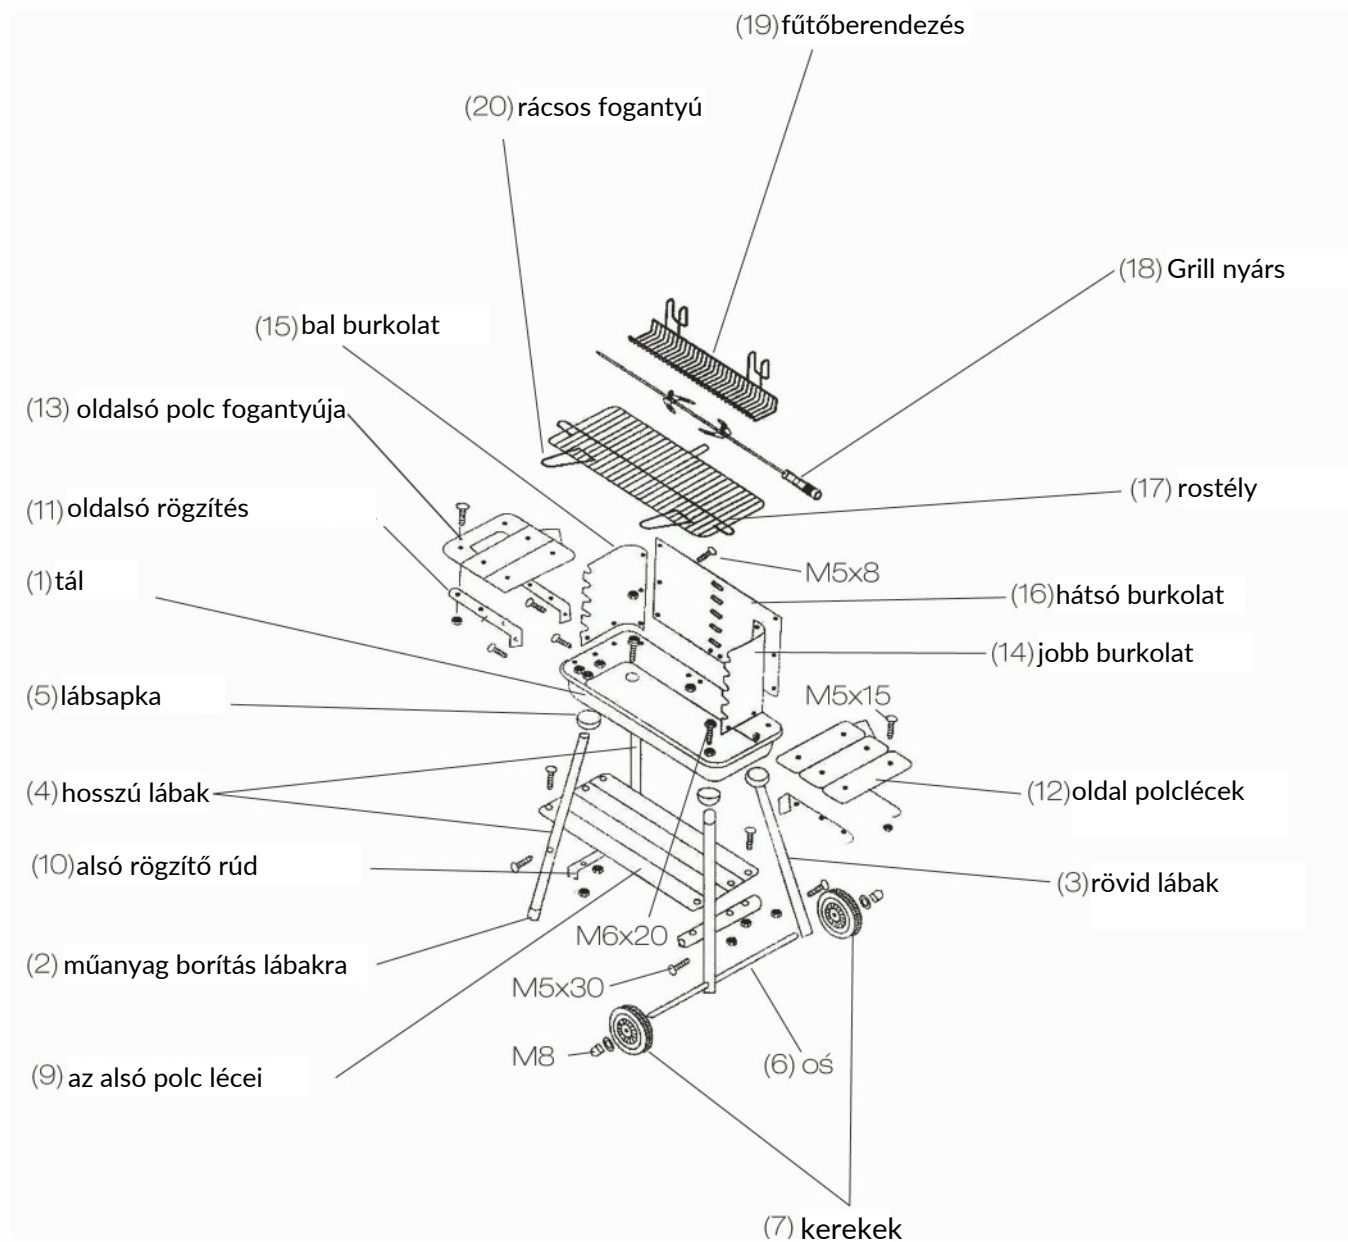 (19) fűtőberendezés
(20) rácsos fogantyú
(18) Grill nyárs
(15) bal burkolat
(13) oldalsó polc fogantyúja
(17) rostély
(11) oldalsó rögzítés
M5x8
(1) tál
(16) hátsó burkolat
(14) jobb burkolat
(5) lábsapka
M5x15
(4) hosszú lábak
(12) oldal polclécek
(10) alsó rögzítő rúd
(3) rövid lábak
M6x20
(2) műanyag borítás lábakra
M5x30
M8
(6) oś
(9) az alsó polc lécei
(7) kerekek